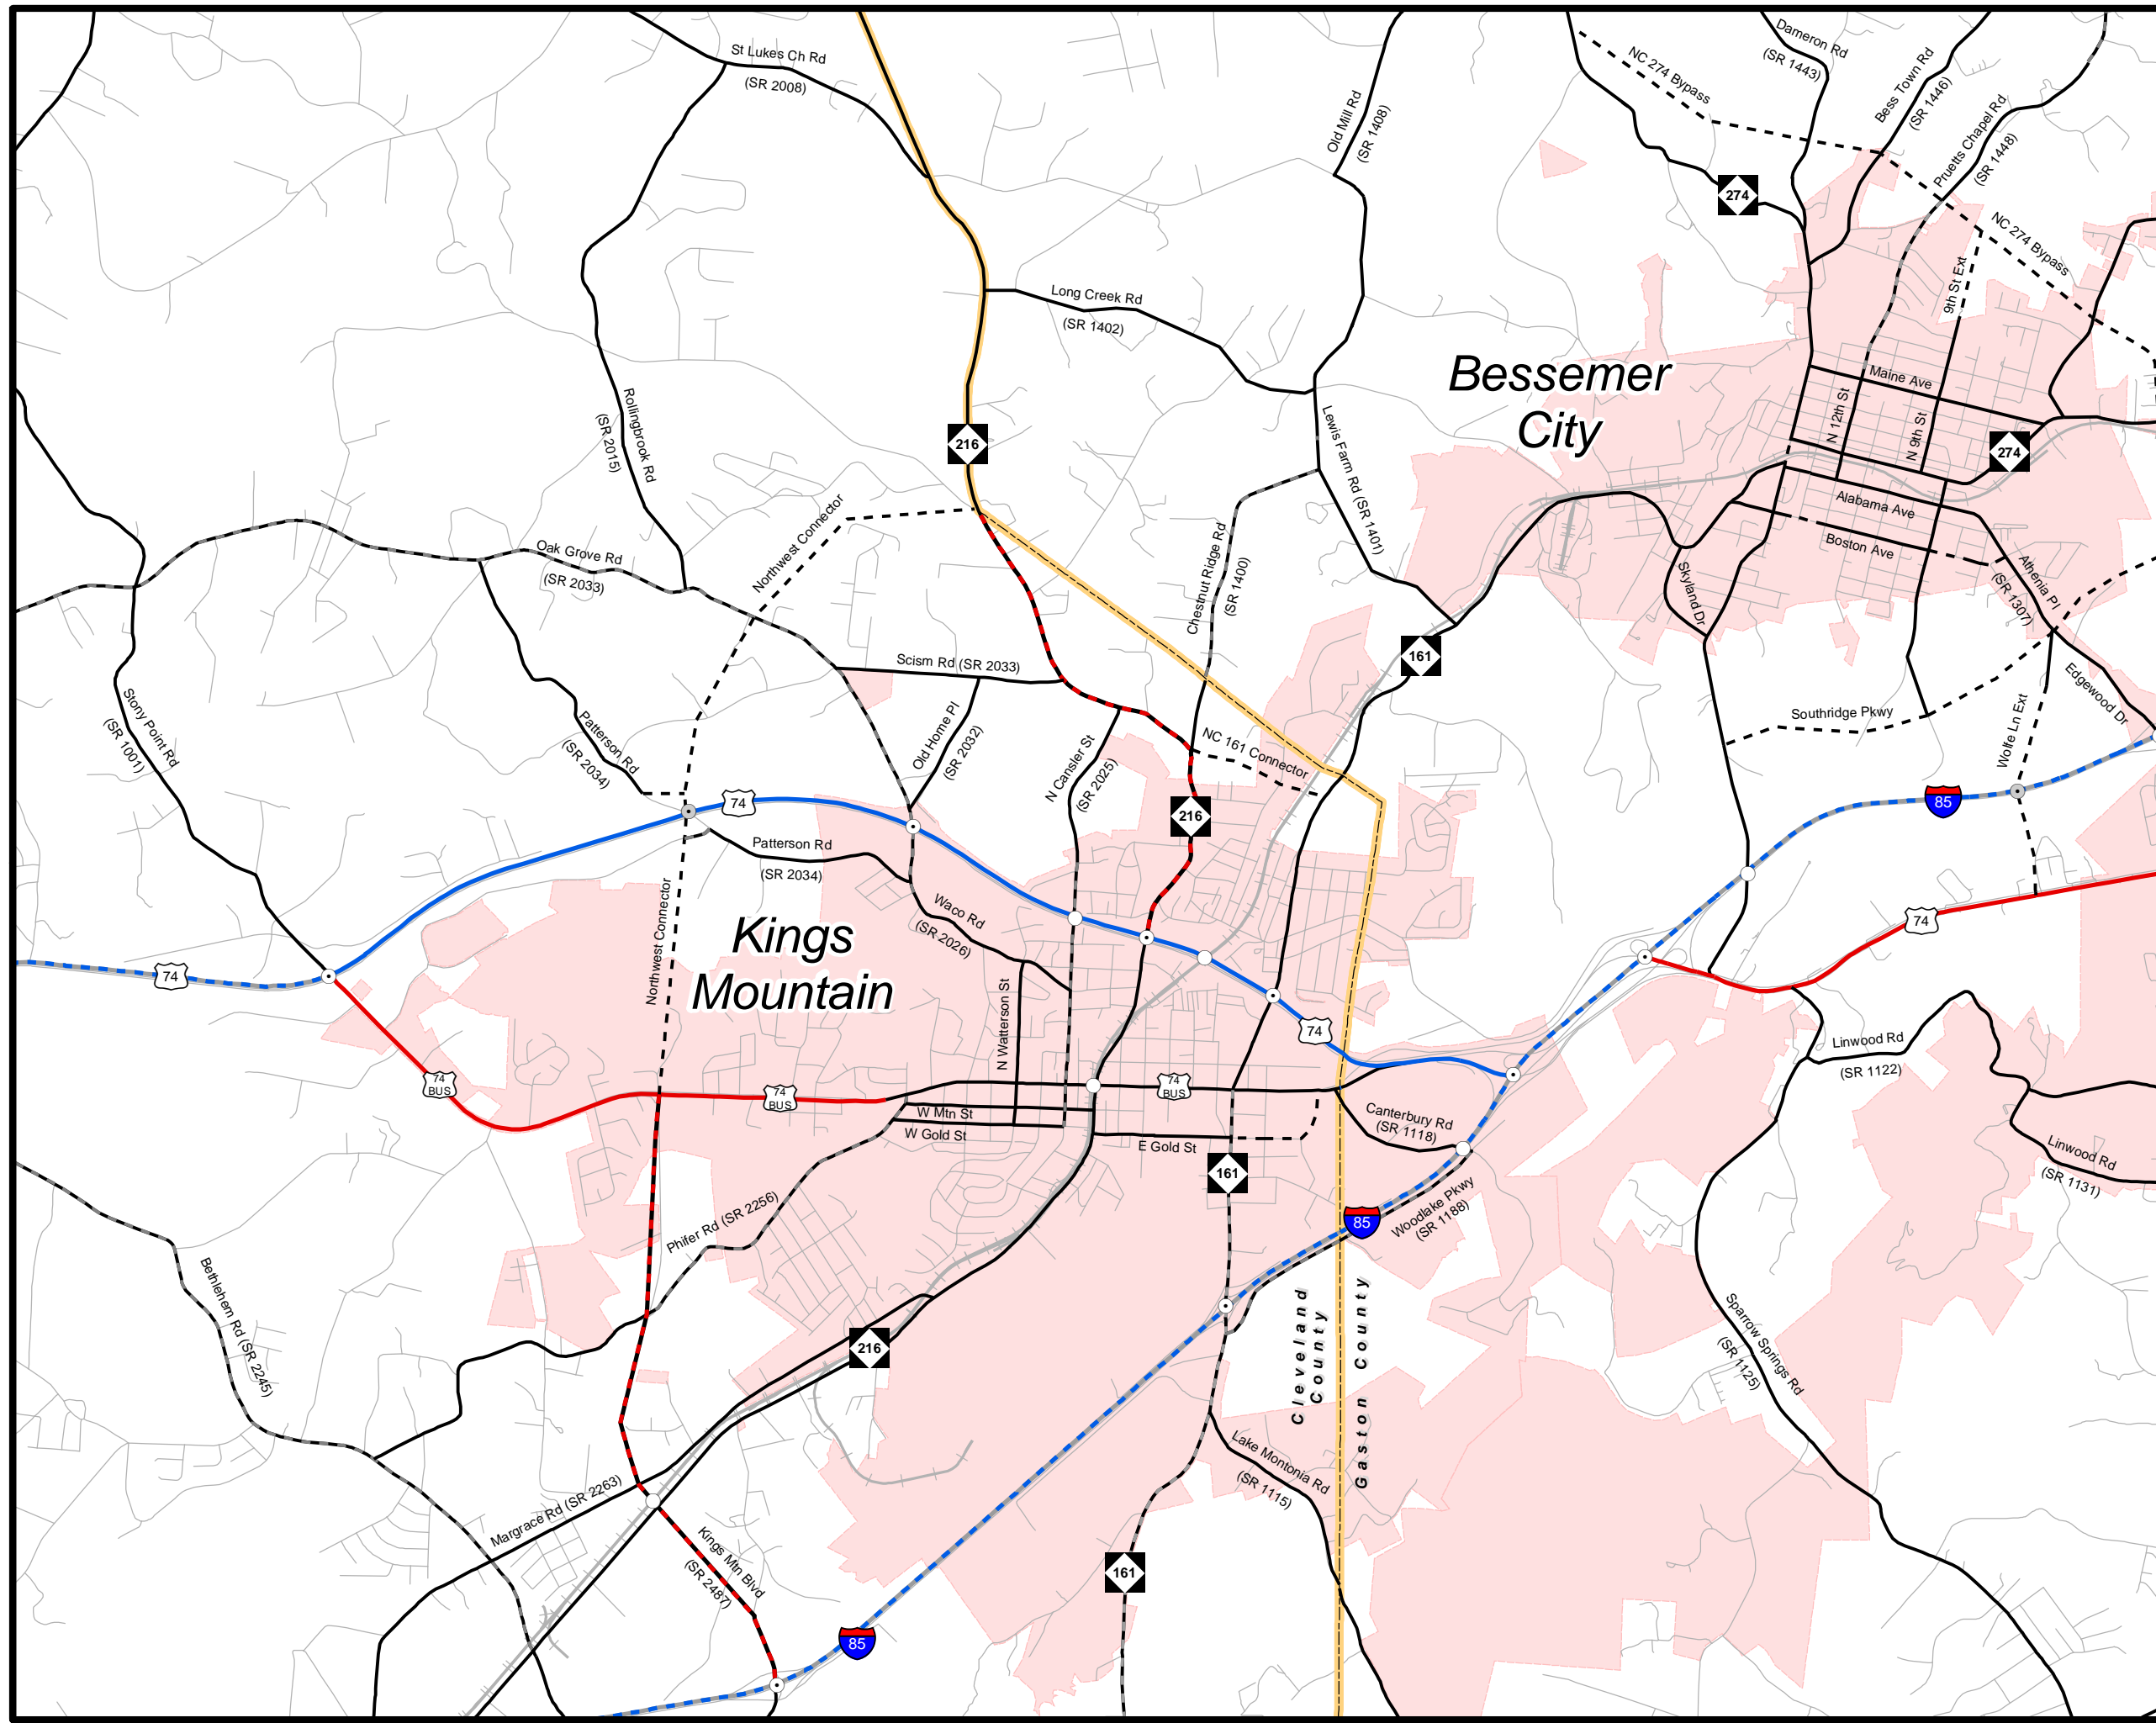 St Lukes Ch Rd
(SR 2008)
Old Mill Rd
(SR 1408)
NC 274 Bypass
Dameron Rd
(SR 1443)
Bess Town Rd
(SR 1446)
Pruetts Chapel Rd
(SR 1448)
274
NC 274 Bypass
9th St Ext
Long Creek Rd
(SR 1402)
Bessemer
City
Maine Ave
N 12th St
N 9th St
274
Rollingbrook Rd
(SR 2015)
216
Lewis Farm Rd (SR 1401)
Alabama Ave
Boston Ave
Northwest Connector
Oak Grove Rd
(SR 2033)
Chestnut Ridge Rd
(SR 1400)
Skyland Dr
Athenia Pl
(SR 1307)
161
Scism Rd (SR 2033)
Stony Point Rd
(SR 1001)
Patterson Rd
(SR 2034)
Old Home Pl
(SR 2032)
N Cansler St
(SR 2025)
NC 161 Connector
Southridge Pkwy
Wolfe Ln Ext
Edgewood Dr
74
216
85
Patterson Rd
(SR 2034)
Northwest Connector
Kings
Mountain
Waco Rd
(SR 2026)
74
74
74
N Watterson St
Linwood Rd
(SR 1122)
74
BUS
74
BUS
74
BUS
W Mtn St
W Gold St
E Gold St
Canterbury Rd
(SR 1118)
Linwood Rd
(SR 1131)
161
Woodlake Pkwy
(SR 1188)
85
Phifer Rd (SR 2256)
Bethlehem Rd (SR 2245)
Cleveland
County
Gaston County
216
Sparrow Springs Rd
(SR 1125)
Lake Montonia Rd
(SR 1115)
Margrace Rd (SR 2263)
Kings Mtn Blvd
(SR 2487)
161
85